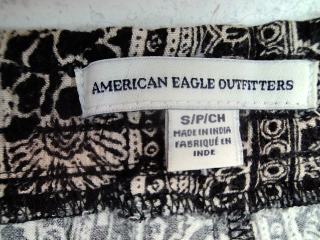 AMERICAN EAGLE OUTFITTERS
S/P/CH
MADE IN INDIA
FABRIQUÉ EN
INDE